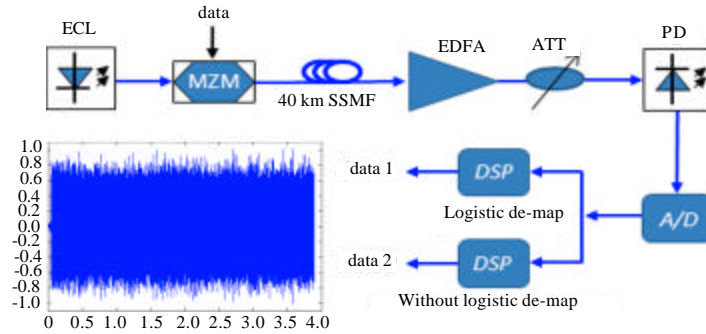 data
ECL
MZM
40 km SSMF
EDFA
ATT
PD
A/D
data 1
DSP
Logistic de-map
data 2
DSP
Without logistic de-map
1.0
0.8
0.6
0.4
0.2
0.0
-0.2
-0.4
-0.6
-0.8
-1.0
0.0 0.5 1.0 1.5 2.0 2.5 3.0 3.5 4.0